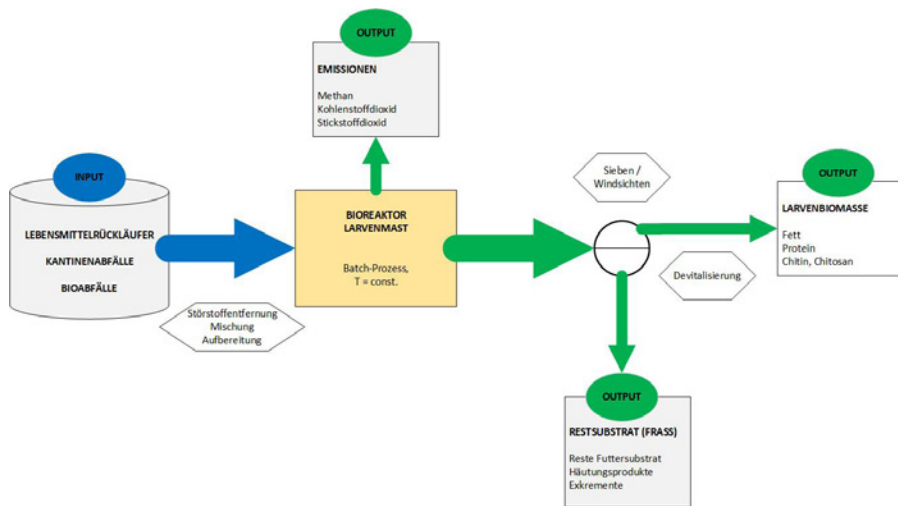 OUTPUT
EMISSIONEN
Methan
Kohlenstoffdioxid
Stickstoffdioxid
INPUT
LEBENSMITTELRÜCKLÄUFER
KANTINENABFÄLLE
BIOABFÄLLE
Störstoffentfernung
Mischung
Aufbereitung
BIOREAKTOR
LARVENMAST
Batch-Prozess,
T = const.
Sieben /
Windsichten
Devitalisierung
OUTPUT
LARVENBIOMASSE
Fett
Protein
Chitin, Chitosan
OUTPUT
RESTSUBSTRAT (FRASS)
Reste Futtersubstrat
Häutungsprodukte
Exkremente